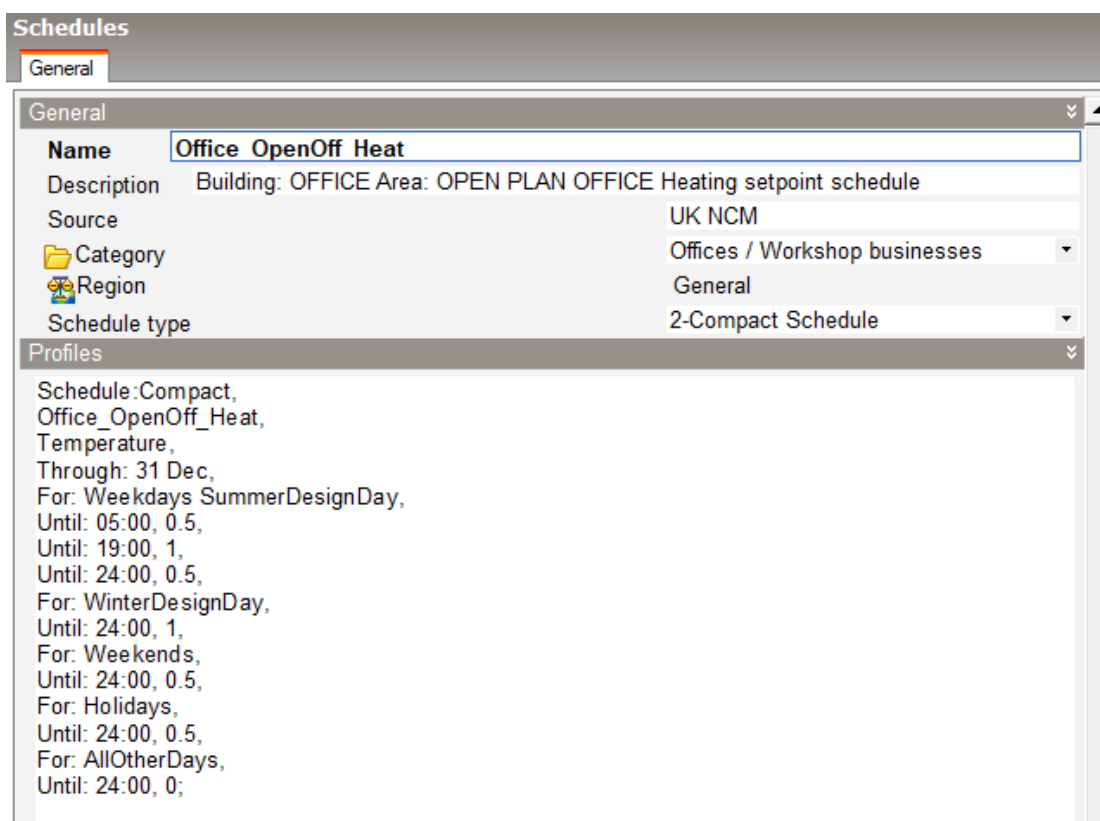 Schedules
General
General
Name Office_OpenOff_Heat
Description Building: OFFICE Area: OPEN PLAN OFFICE Heating setpoint schedule
Source UK NCM
Category Offices / Workshop businesses
Region General
Schedule type 2-Compact Schedule
Profiles
Schedule:Compact,
Office_OpenOff_Heat,
Temperature,
Through: 31 Dec,
For: Weekdays SummerDesignDay,
Until: 05:00, 0.5,
Until: 19:00, 1,
Until: 24:00, 0.5,
For: WinterDesignDay,
Until: 24:00, 1,
For: Weekends,
Until: 24:00, 0.5,
For: Holidays,
Until: 24:00, 0.5,
For: AllOtherDays,
Until: 24:00, 0;